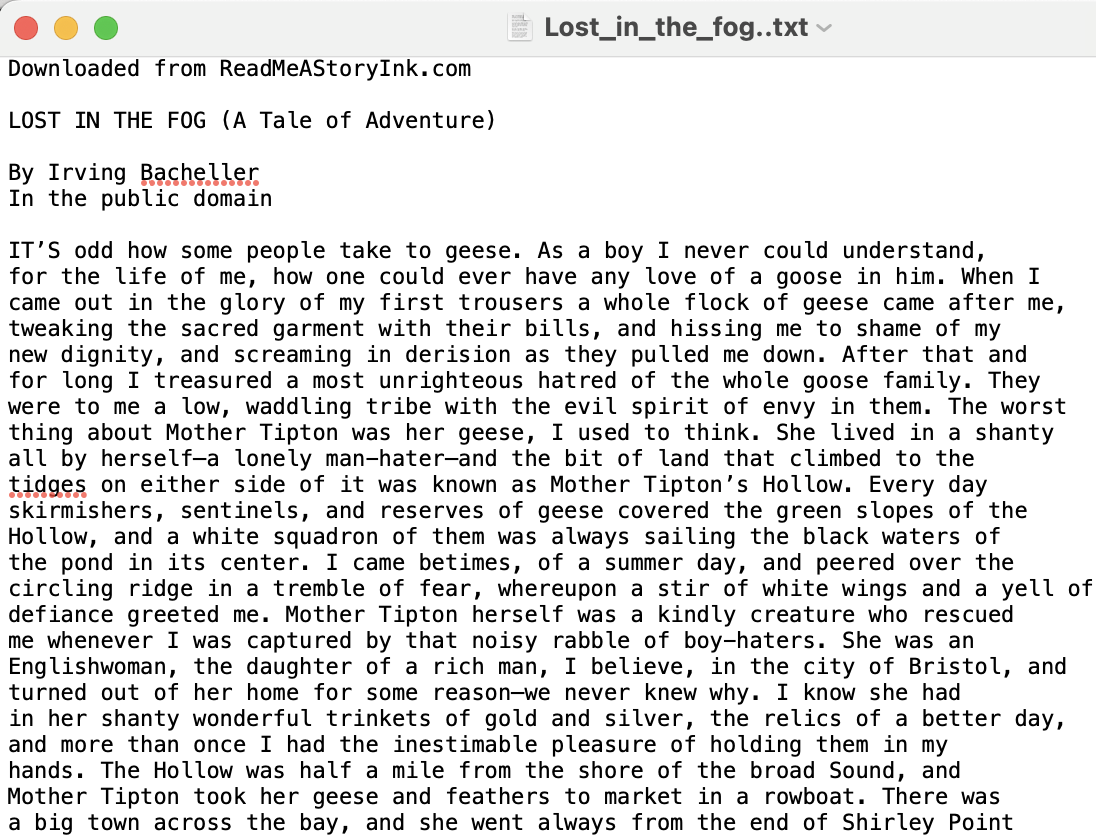 Lost_in_the_fog..txt
Downloaded from ReadMeAStoryInk.com
LOST IN THE FOG (A Tale of Adventure)
By Irving Bacheller
In the public domain
IT’S odd how some people take to geese. As a boy I never could understand,
for the life of me, how one could ever have any love of a goose in him. When I
came out in the glory of my first trousers a whole flock of geese came after me,
tweaking the sacred garment with their bills, and hissing me to shame of my
new dignity, and screaming in derision as they pulled me down. After that and
for long I treasured a most unrighteous hatred of the whole goose family. They
were to me a low, waddling tribe with the evil spirit of envy in them. The worst
thing about Mother Tipton was her geese, I used to think. She lived in a shanty
all by herself—a lonely man-hater—and the bit of land that climbed to the
tidges on either side of it was known as Mother Tipton’s Hollow. Every day
skirmishers, sentinels, and reserves of geese covered the green slopes of the
Hollow, and a white squadron of them was always sailing the black waters of
the pond in its center. I came betimes, of a summer day, and peered over the
circling ridge in a tremble of fear, whereupon a stir of white wings and a yell of
defiance greeted me. Mother Tipton herself was a kindly creature who rescued
me whenever I was captured by that noisy rabble of boy-haters. She was an
Englishwoman, the daughter of a rich man, I believe, in the city of Bristol, and
turned out of her home for some reason—we never knew why. I know she had
in her shanty wonderful trinkets of gold and silver, the relics of a better day,
and more than once I had the inestimable pleasure of holding them in my
hands. The Hollow was half a mile from the shore of the broad Sound, and
Mother Tipton took her geese and feathers to market in a rowboat. There was
a big town across the bay, and she went always from the end of Shirley Point